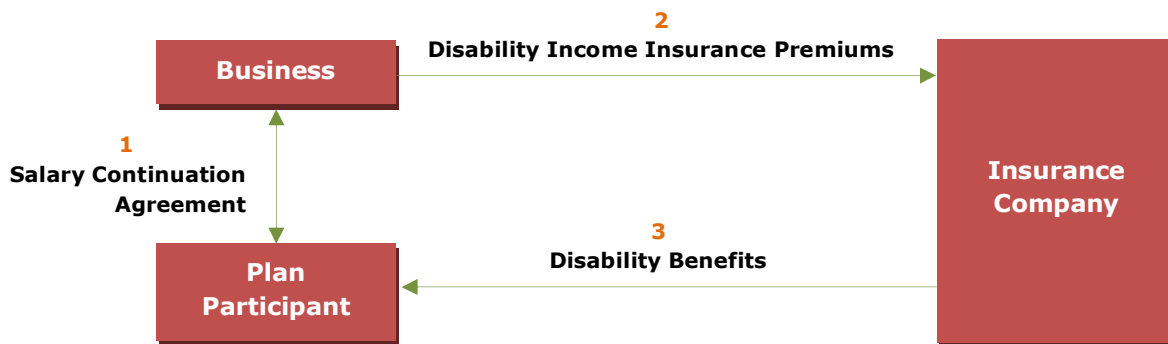 2
Disability Income Insurance Premiums
Business
1
Salary Continuation
Agreement
Insurance
Company
3
Disability Benefits
Plan
Participant